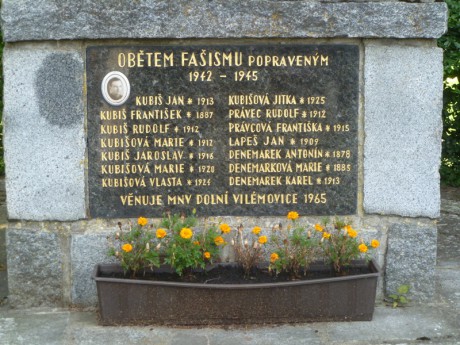 OBĚTEM FAŠISMU POPRAVENÝM
1942 - 1945
KUBIŠ JAN * 1913
KUBIŠ FRANTIŠEK * 1887
KUBIŠ RUDOLF * 1912
KUBIŠOVÁ MARIE * 1912
KUBIŠ JAROSLAV * 1916
KUBIŠOVÁ MARIE * 1920
KUBIŠOVÁ VLASTA * 1924
KUBIŠOVÁ JITKA * 1925
PRÁVEC RUDOLF * 1912
PRÁVCOVÁ FRANTIŠKA * 1915
LAPEŠ JAN * 1909
DENEMAREK ANTONÍN * 1878
DENEMARKOVÁ MARIE * 1885
DENEMAREK KAREL * 1913
VĚNUJE MNV DOLNÍ VILÉMOVICE 1965